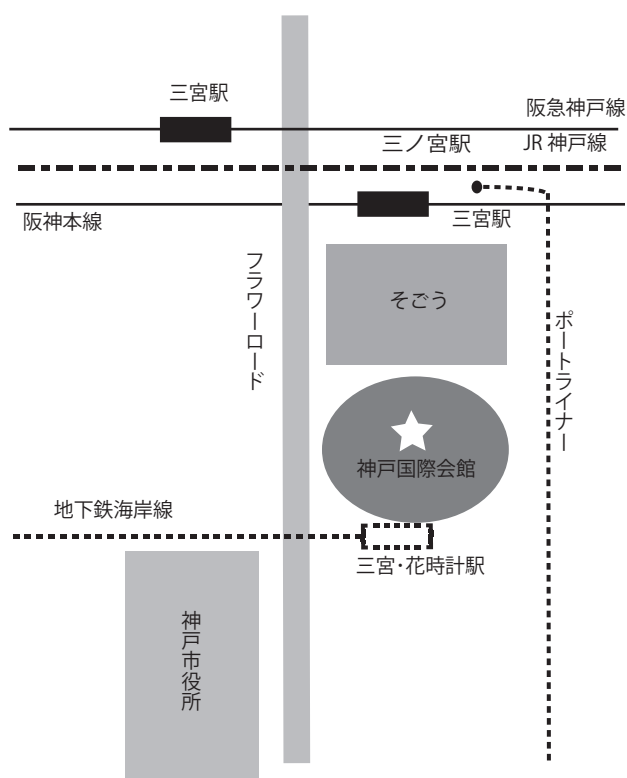 三宮駅
阪急神戸線
三ノ宮駅
JR 神戸線
阪神本線
三宮駅
フラワーロード
そごう
ポートライナー
神戸国際会館
地下鉄海岸線
三宮・花時計駅
神戸市役所